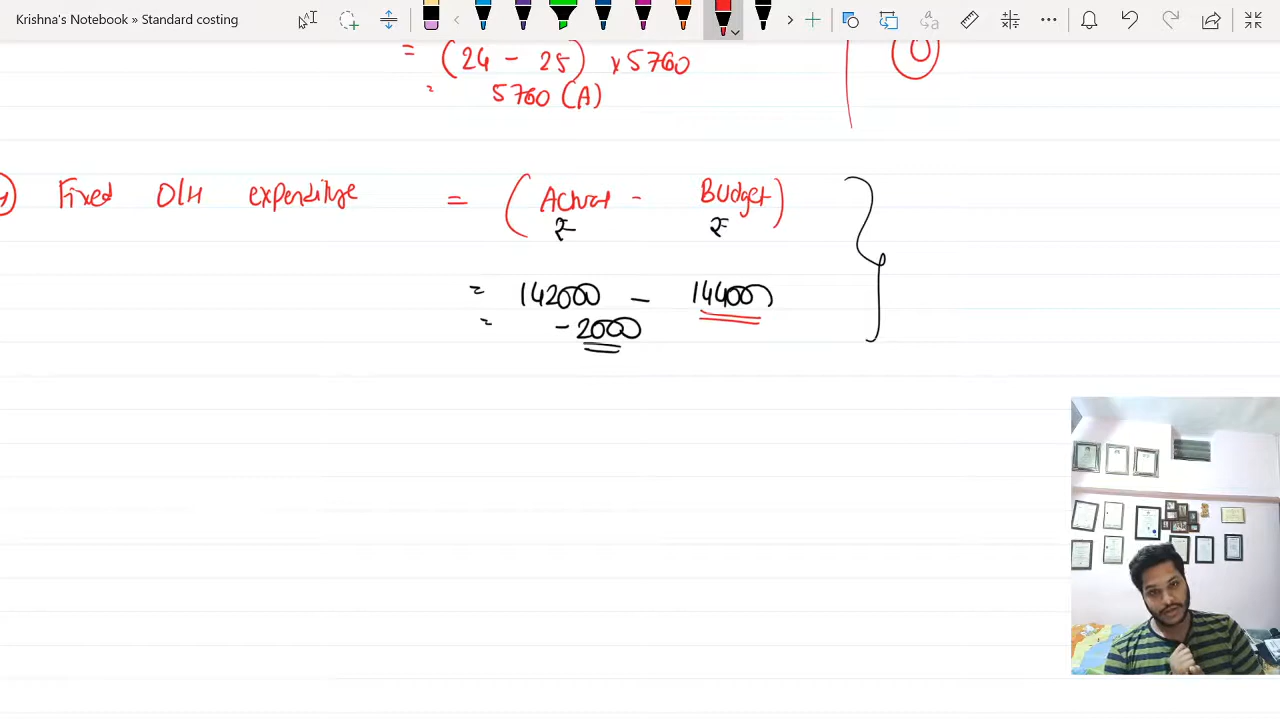 Krishna's Notebook » Standard costing
= (24 - 25) x 5760
= 5760 (A)
Fixed O/H expenditure = (Actual - Budget)
₹ ₹
= 142000 - 144000
= -2000